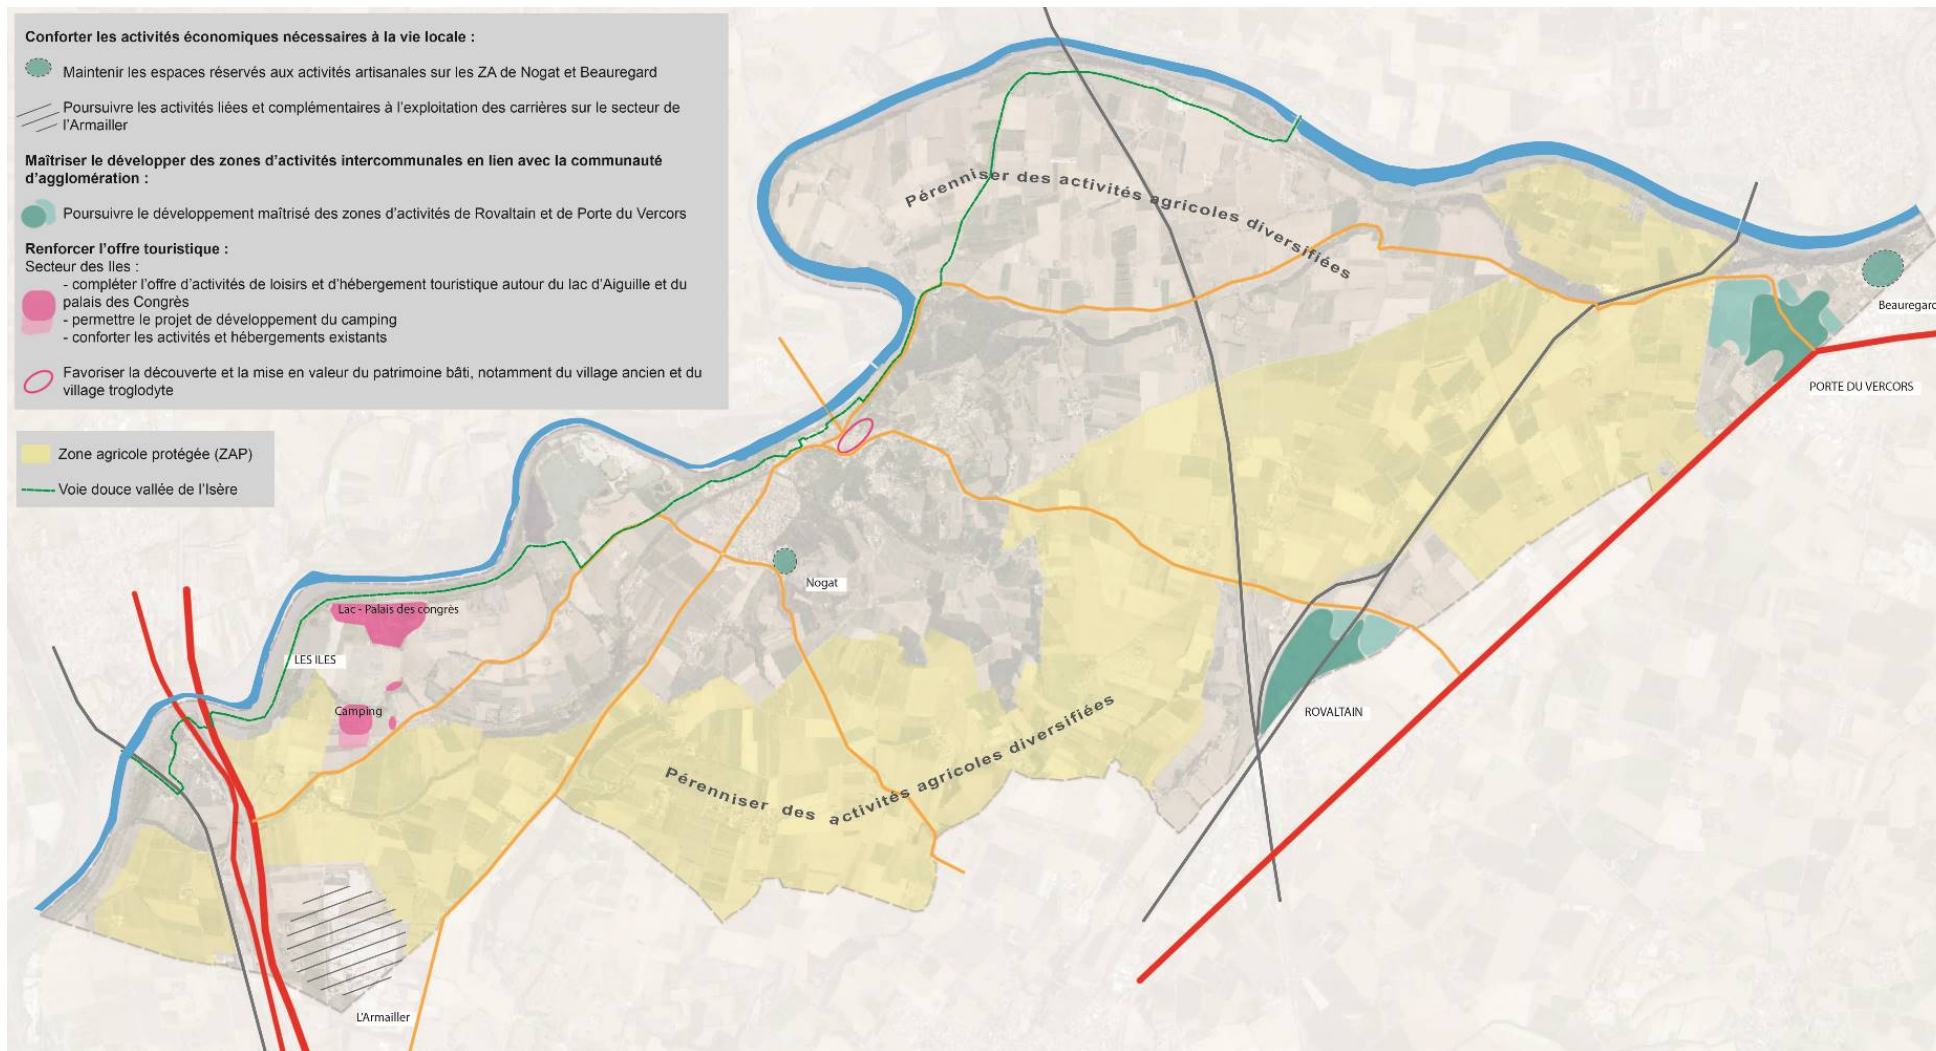 Conforter les activités économiques nécessaires à la vie locale :
Maintenir les espaces réservés aux activités artisanales sur les ZA de Nogat et Beauregard
Poursuivre les activités liées et complémentaires à l'exploitation des carrières sur le secteur de
l'Armailler
Maîtriser le développer des zones d'activités intercommunales en lien avec la communauté
d'agglomération :
Poursuivre le développement maîtrisé des zones d'activités de Rovaltain et de Porte du Vercors
Renforcer l'offre touristique :
Secteur des Iles :
- compléter l'offre d'activités de loisirs et d'hébergement touristique autour du lac d'Aiguille et du
palais des Congrès
- permettre le projet de développement du camping
- conforter les activités et hébergements existants
Favoriser la découverte et la mise en valeur du patrimoine bâti, notamment du village ancien et du
village troglodyte
Zone agricole protégée (ZAP)
Voie douce vallée de l'Isère
Pérenniser des activités agricoles diversifiées
Beauregard
PORTE DU VERCORS
Nogat
Lac - Palais des congrès
LES ILES
Camping
ROVALTAIN
Pérenniser des activités agricoles diversifiées
L'Armailler